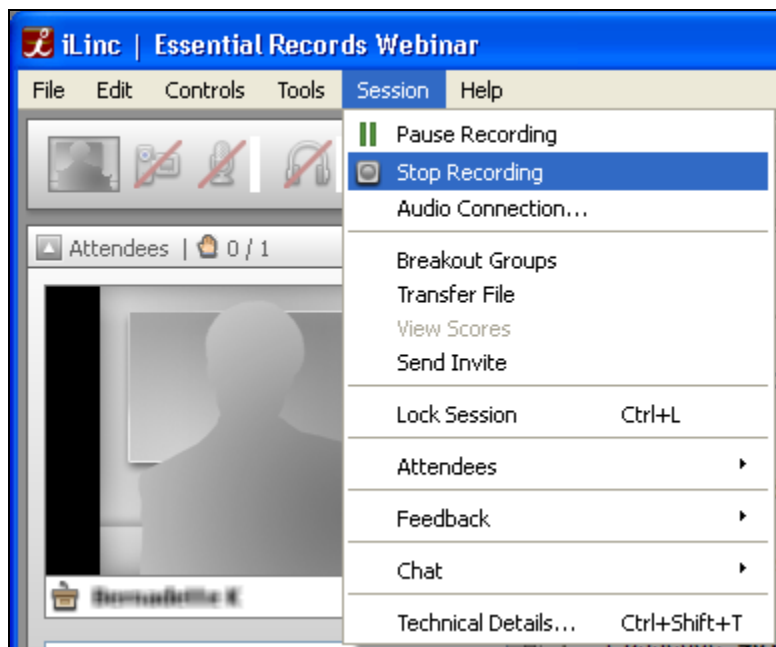 iLinc | Essential Records Webinar
File Edit Controls Tools Session Help
Pause Recording
Stop Recording
Audio Connection...
Attendees | 0 / 1
Breakout Groups
Transfer File
View Scores
Send Invite
Lock Session Ctrl+L
Attendees
Feedback
Chat
Technical Details... Ctrl+Shift+T